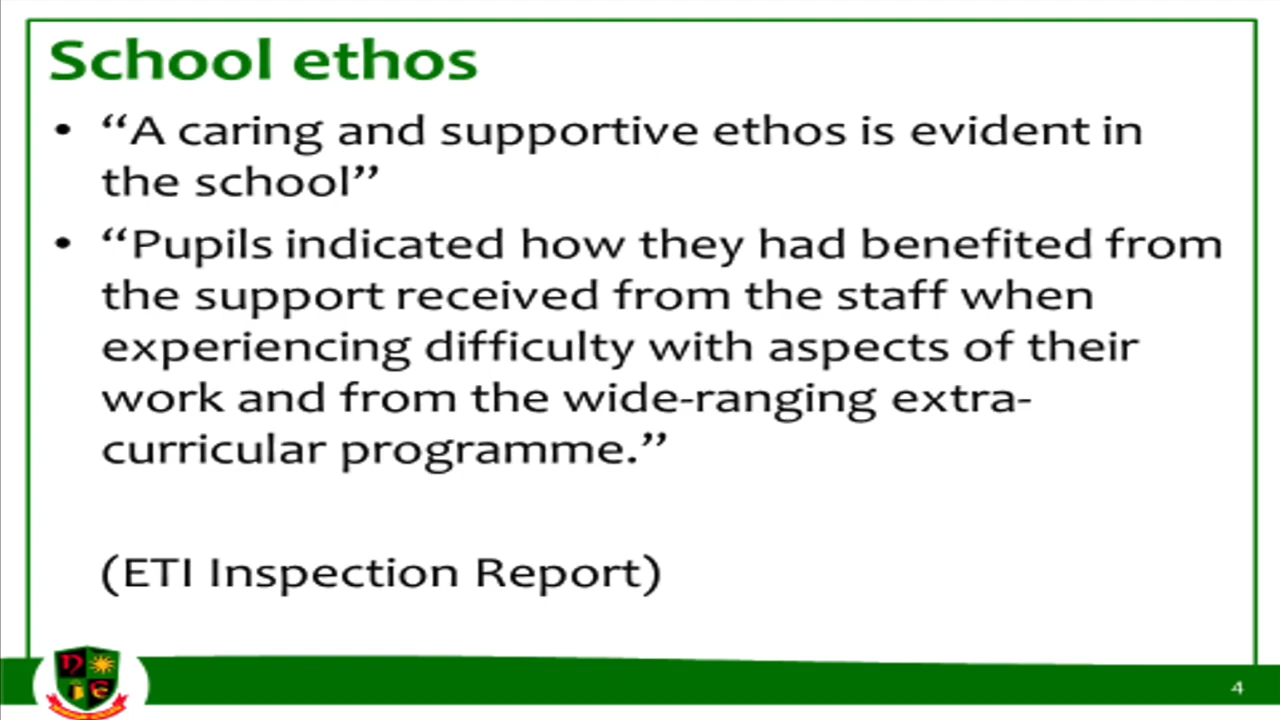 School ethos
• “A caring and supportive ethos is evident in
the school”
• “Pupils indicated how they had benefited from
the support received from the staff when
experiencing difficulty with aspects of their
work and from the wide-ranging extra-
curricular programme.”
(ETI Inspection Report)
4